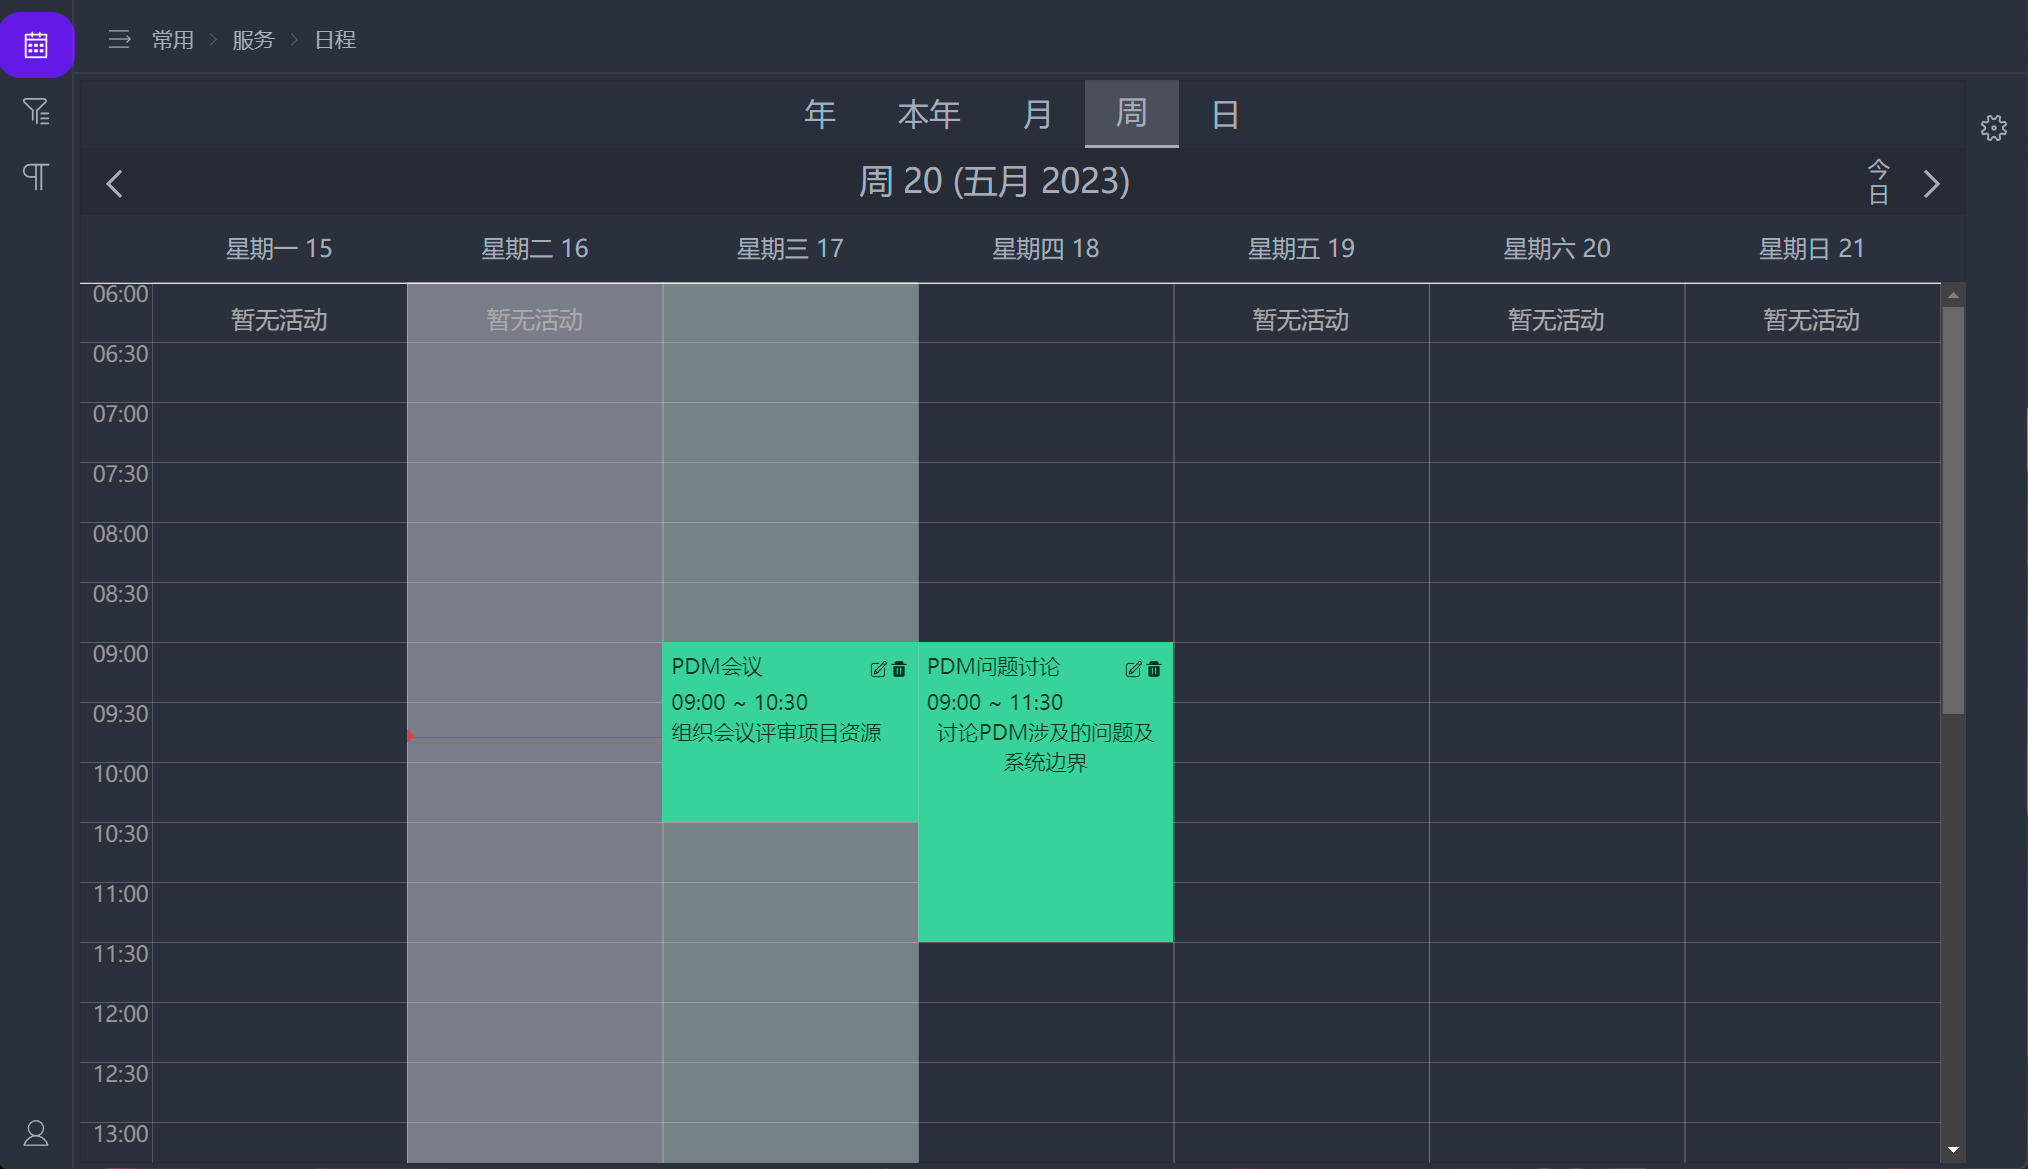 常用 > 服务 > 日程
年 本年 月 周 日
周 20 (五月 2023)
今
日
星期一 15 星期二 16 星期三 17 星期四 18 星期五 19 星期六 20 星期日 21
06:00
暂无活动 暂无活动 暂无活动 暂无活动 暂无活动
06:30
07:00
07:30
08:00
08:30
09:00
PDM会议
09:00 ~ 10:30
组织会议评审项目资源
PDM问题讨论
09:00 ~ 11:30
讨论PDM涉及的问题及
系统边界
09:30
10:00
10:30
11:00
11:30
12:00
12:30
13:00